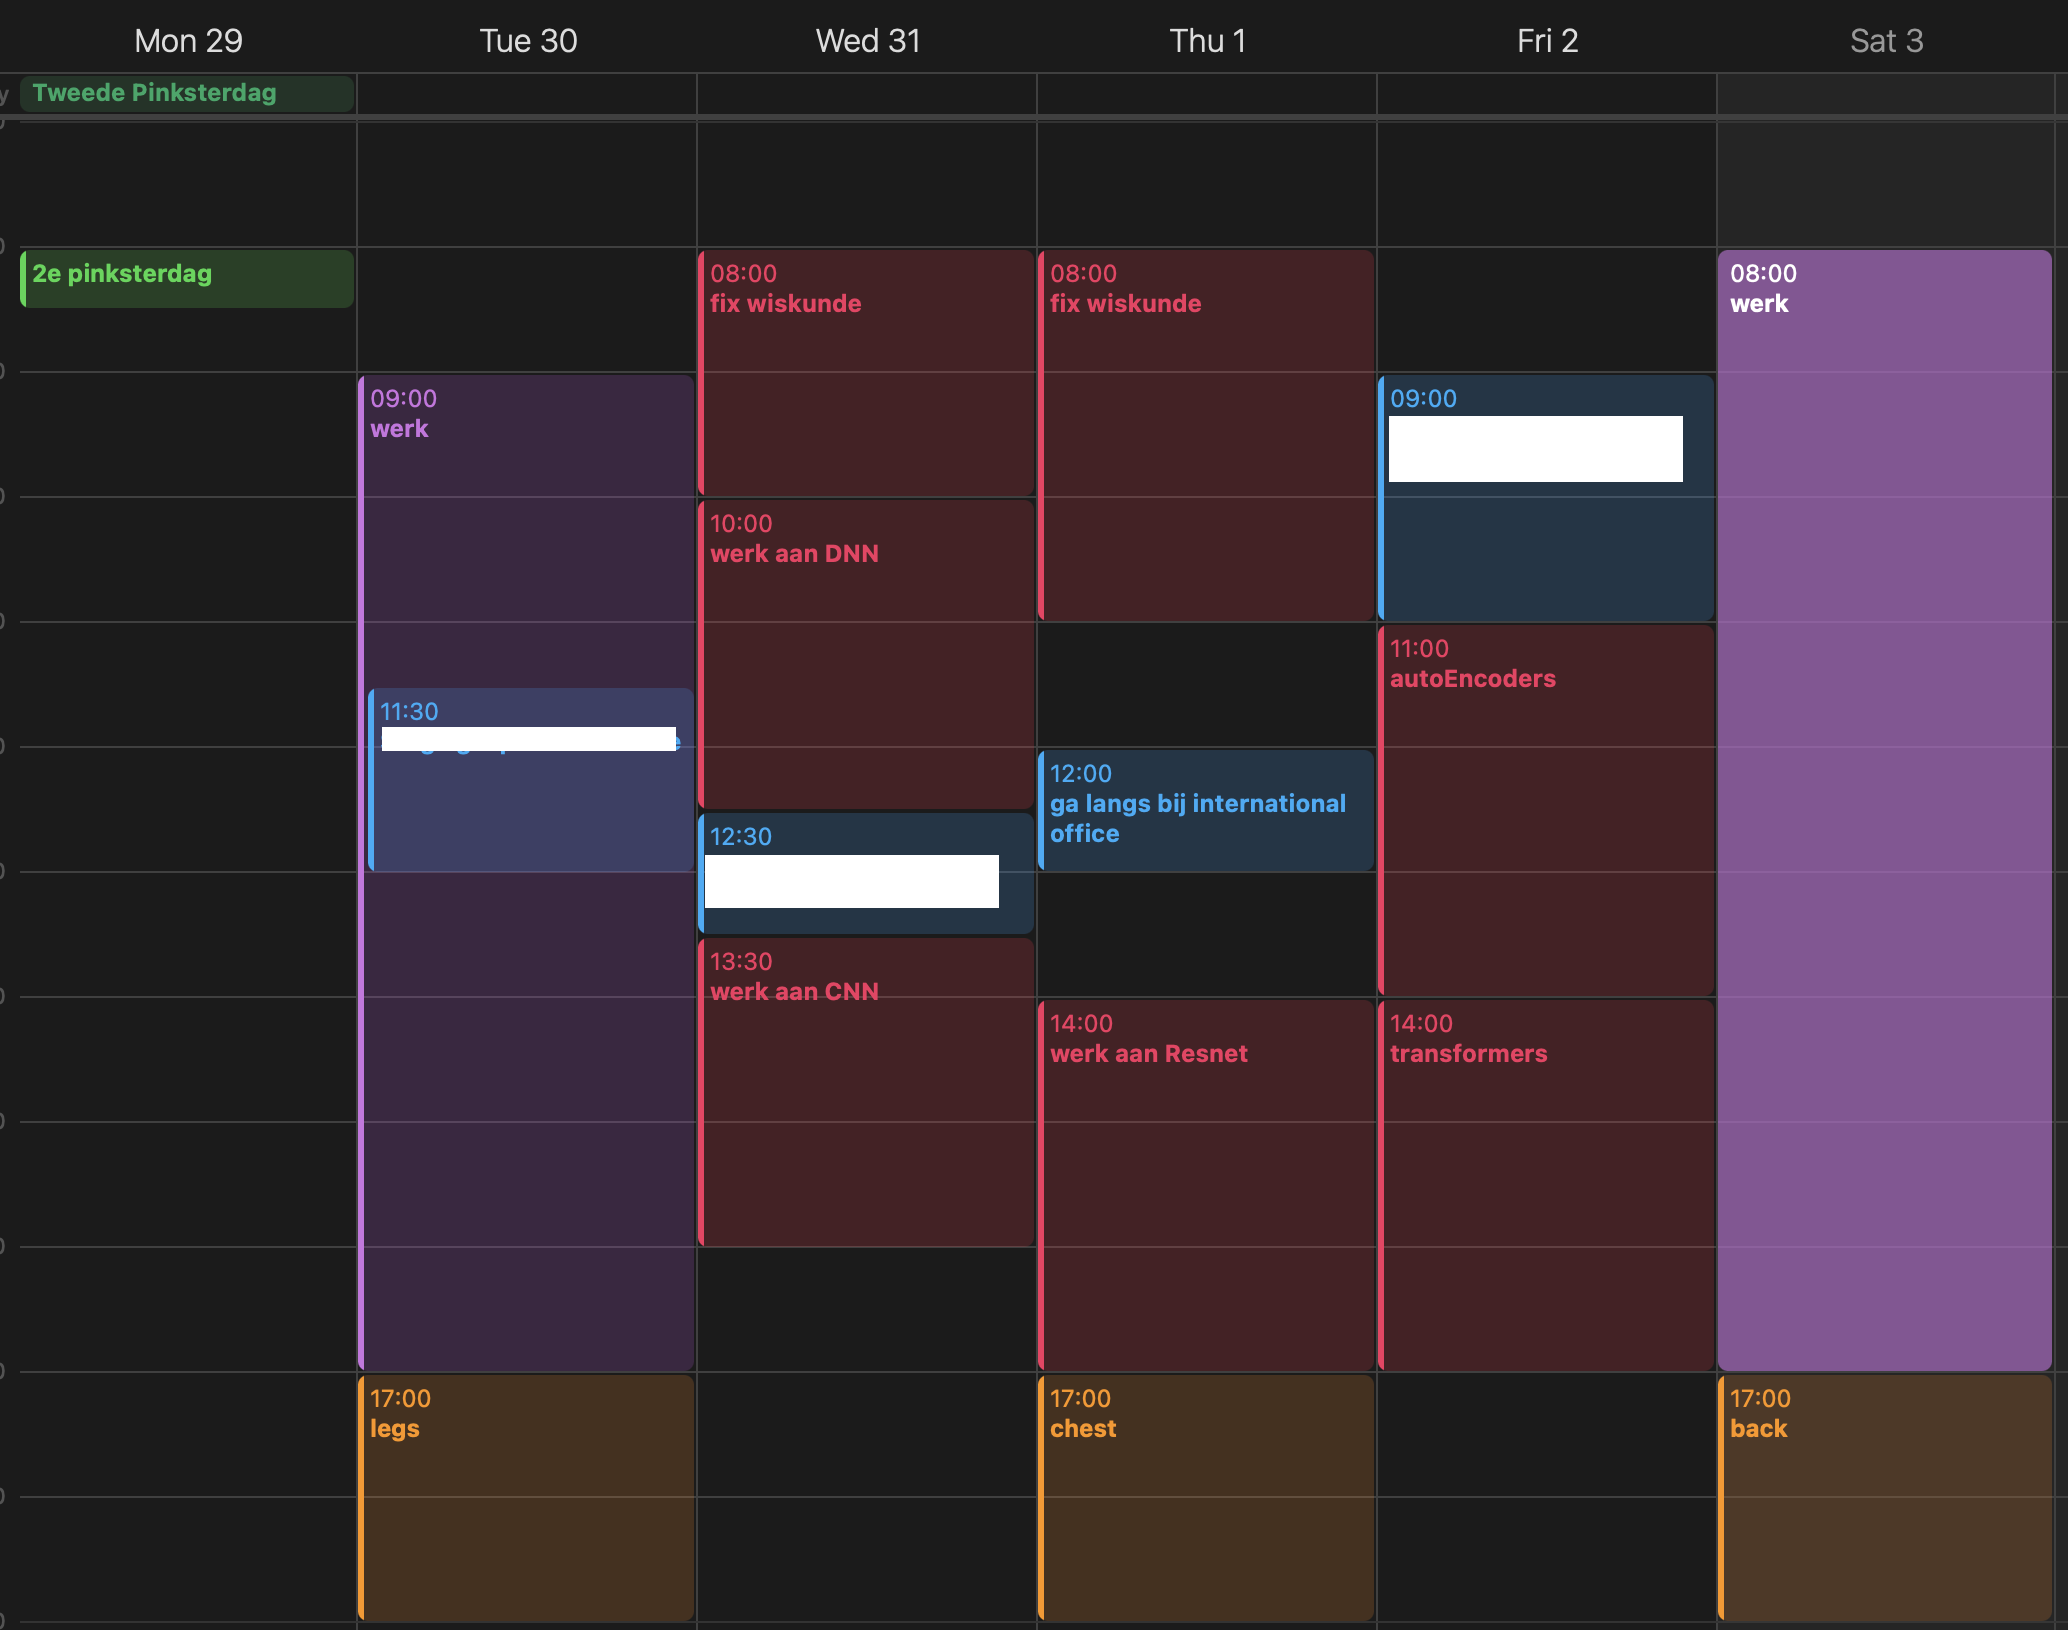 Mon 29
Tue 30
Wed 31
Thu 1
Fri 2
Sat 3
Tweede Pinksterdag
2e pinksterdag
09:00
werk
11:30
17:00
legs
08:00
fix wiskunde
10:00
werk aan DNN
12:30
13:30
werk aan CNN
08:00
fix wiskunde
12:00
ga langs bij international
office
14:00
werk aan Resnet
17:00
chest
09:00
11:00
autoEncoders
14:00
transformers
08:00
werk
17:00
back